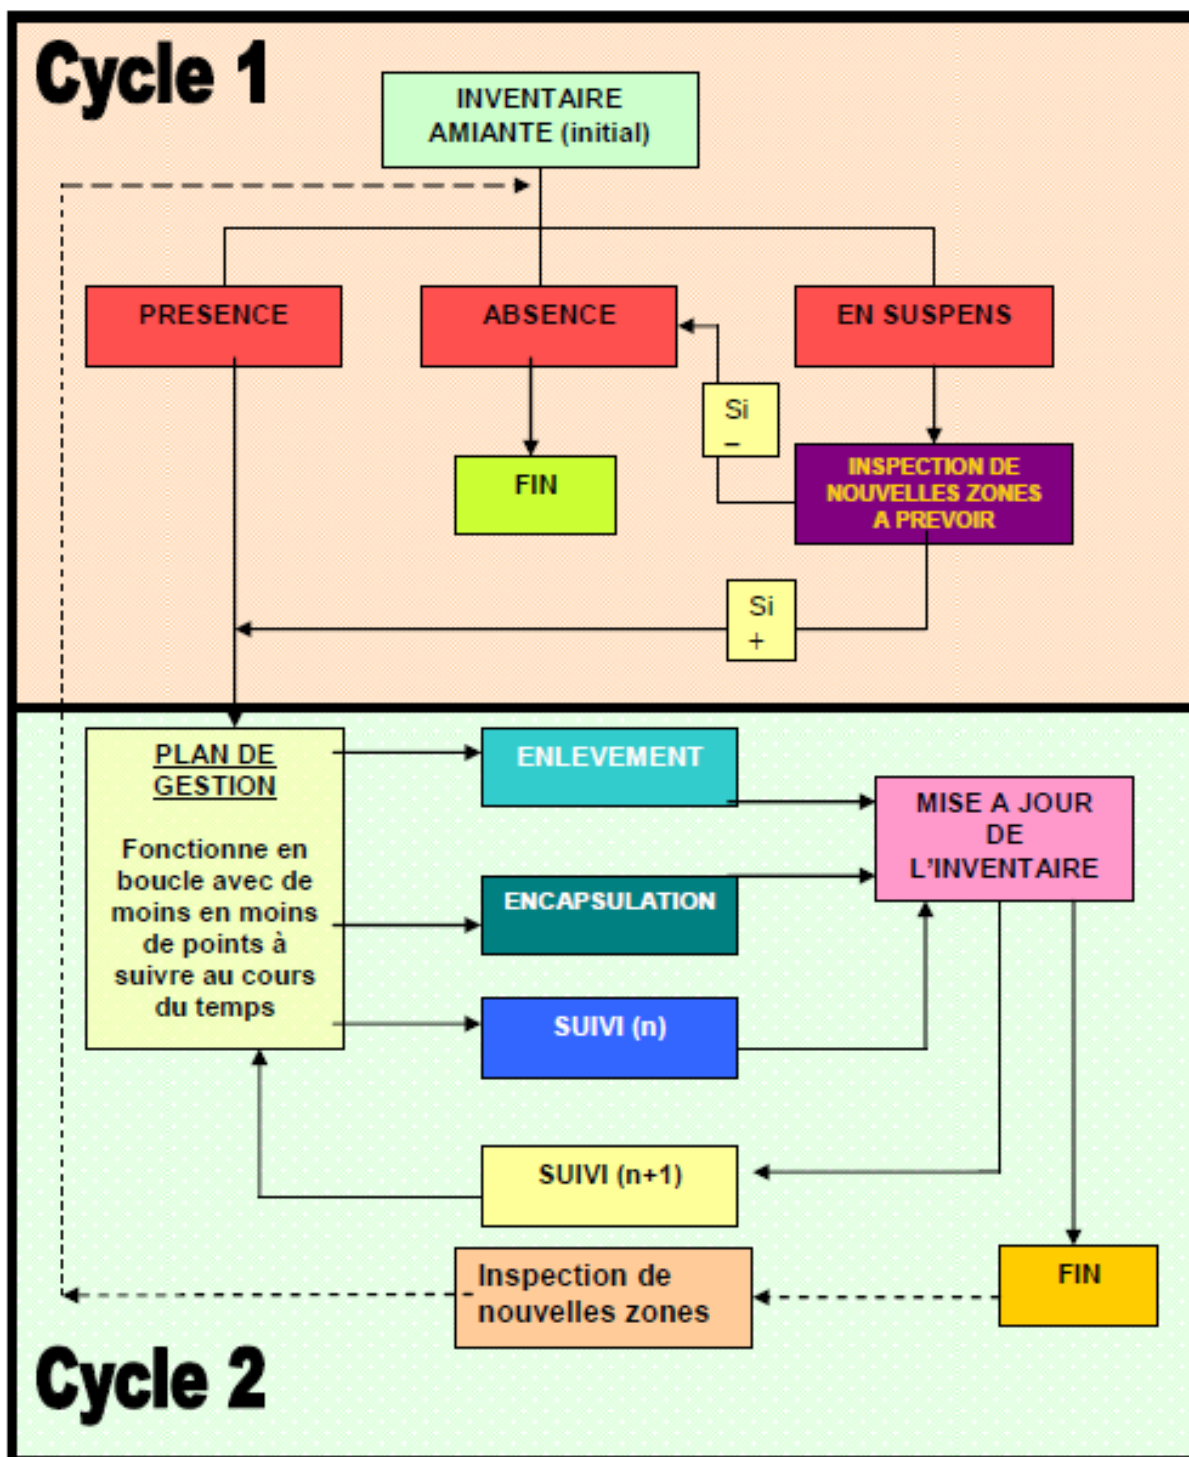 Cycle 1
INVENTAIRE
AMIANTE (initial)
PRESENCE
ABSENCE
EN SUSPENS
Si
–
INSPECTION DE
NOUVELLES ZONES
A PREVOIR
FIN
Si
+
PLAN DE
GESTION
Fonctionne en
boucle avec de
moins en moins
de points à
suivre au cours
du temps
ENLEVEMENT
MISE A JOUR
DE
L'INVENTAIRE
ENCAPSULATION
SUIVI (n)
SUIVI (n+1)
Inspection de
nouvelles zones
FIN
Cycle 2